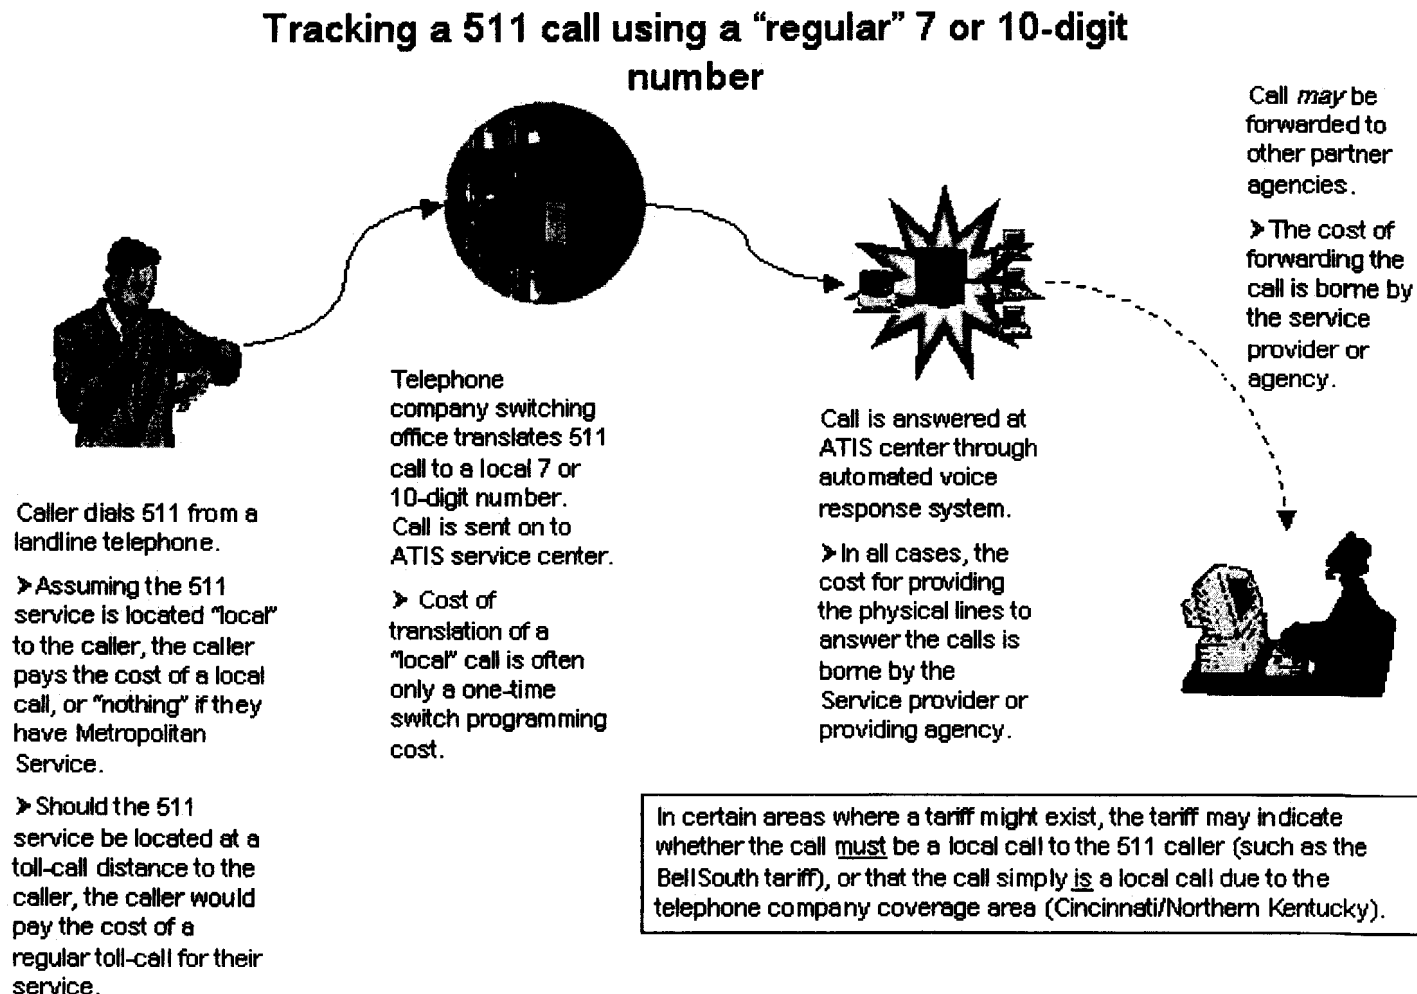 Tracking a 511 call using a “regular” 7 or 10-digit
number
Caller dials 511 from a
landline telephone.
➢Assuming the 511
service is located "local"
to the caller, the caller
pays the cost of a local
call, or "nothing" if they
have Metropolitan
Service.
➢Should the 511
service be located at a
toll-call distance to the
caller, the caller would
pay the cost of a
regular toll-call for their
service.
Telephone
company switching
office translates 511
call to a local 7 or
10-digit number.
Call is sent on to
ATIS service center.
➢ Cost of
translation of a
"local" call is often
only a one-time
switch programming
cost.
Call is answered at
ATIS center through
automated voice
response system.
➢In all cases, the
cost for providing
the physical lines to
answer the calls is
borne by the
Service provider or
providing agency.
Call may be
forwarded to
other partner
agencies.
➢The cost of
forwarding the
call is borne by
the service
provider or
agency.
In certain areas where a tariff might exist, the tariff may indicate
whether the call must be a local call to the 511 caller (such as the
BellSouth tariff), or that the call simply is a local call due to the
telephone company coverage area (Cincinnati/Northern Kentucky).